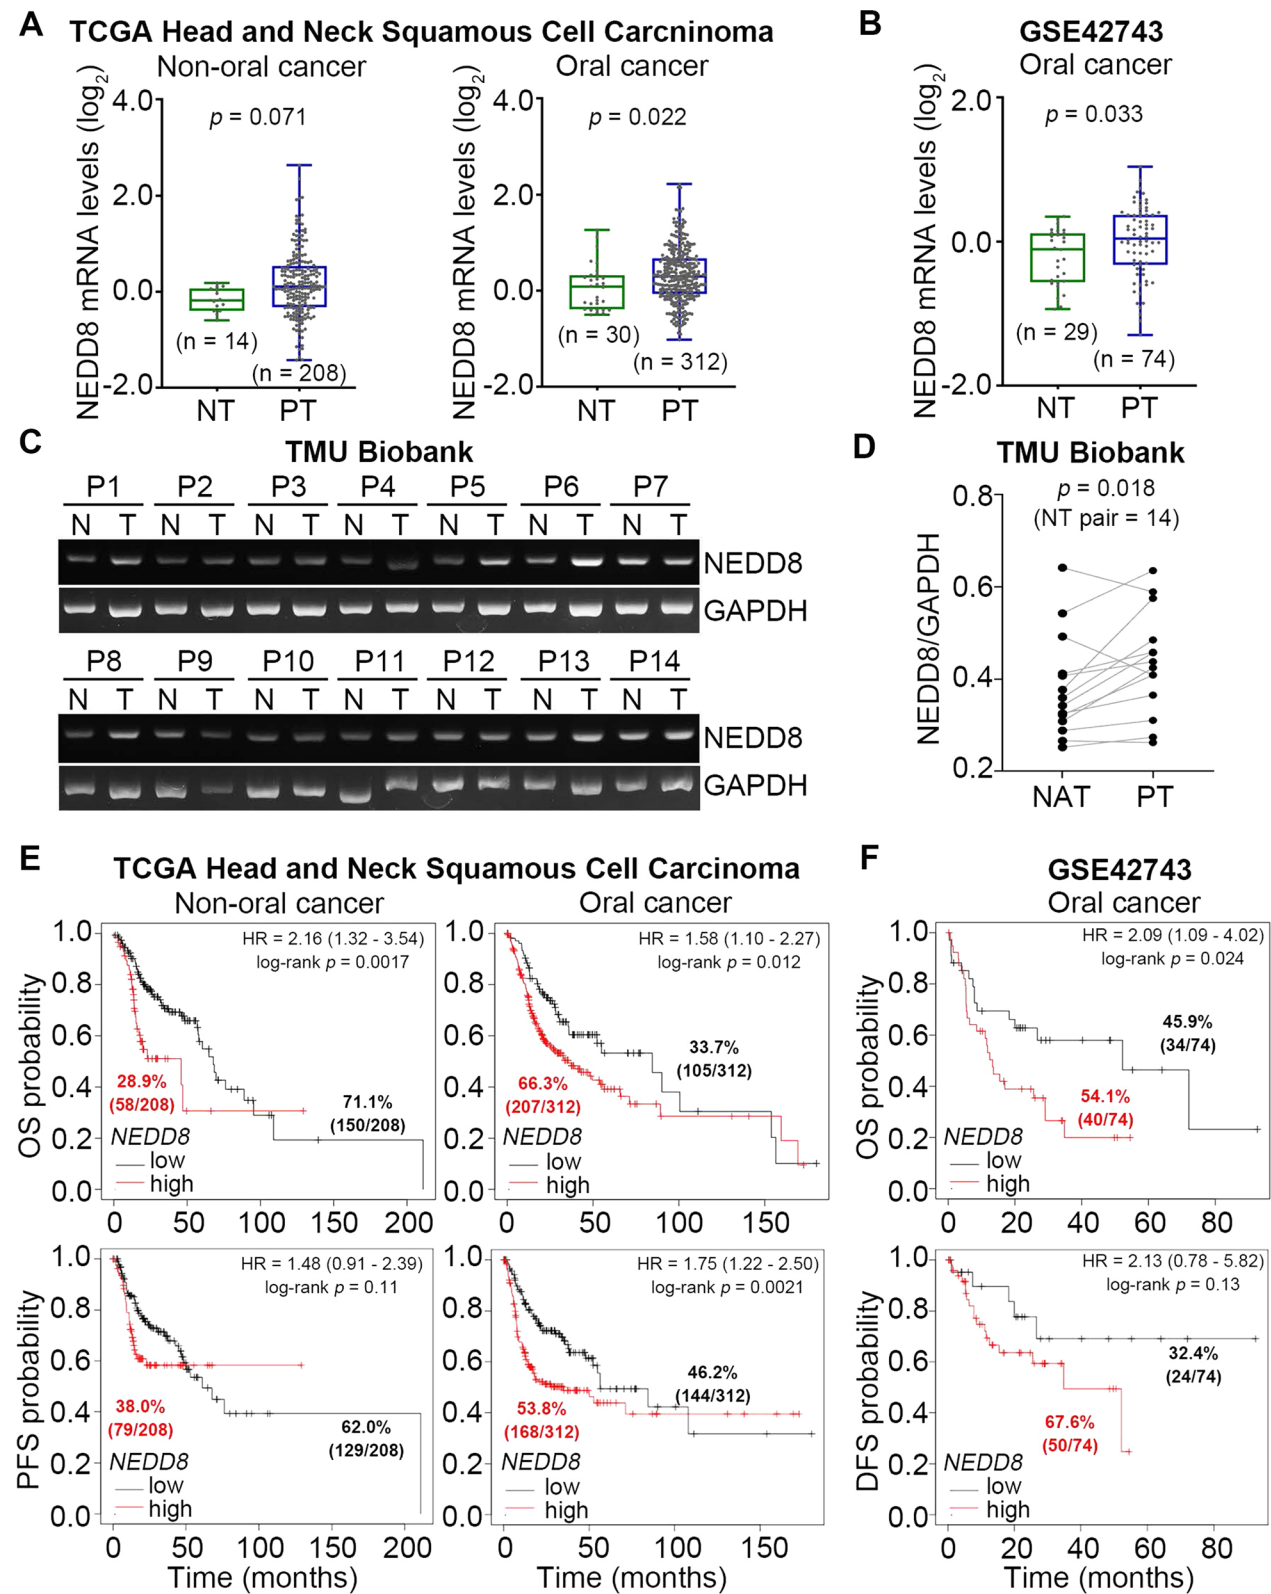 A TCGA Head and Neck Squamous Cell Carcninoma
Non-oral cancer
NEDD8 mRNA levels (log2)
4.0
2.0
0.0
-2.0
p = 0.071
(n = 14)
(n = 208)
NT PT
Oral cancer
NEDD8 mRNA levels (log2)
4.0
2.0
0.0
-2.0
p = 0.022
(n = 30)
(n = 312)
NT PT
B GSE42743
Oral cancer
NEDD8 mRNA levels (log2)
2.0
0.0
-2.0
p = 0.033
(n = 29)
(n = 74)
NT PT
C TMU Biobank
P1 P2 P3 P4 P5 P6 P7
N T N T N T N T N T N T N T
NEDD8
GAPDH
P8 P9 P10 P11 P12 P13 P14
N T N T N T N T N T N T N T
NEDD8
GAPDH
D TMU Biobank
p = 0.018
(NT pair = 14)
NEDD8/GAPDH
0.8
0.6
0.4
0.2
NAT PT
E TCGA Head and Neck Squamous Cell Carcinoma
Non-oral cancer
OS probability
1.0
0.8
0.6
0.4
0.2
0.0
HR = 2.16 (1.32 - 3.54)
log-rank p = 0.0017
28.9%
(58/208)
71.1%
(150/208)
NEDD8
low
high
0 50 100 150 200
Oral cancer
1.0
0.8
0.6
0.4
0.2
0.0
HR = 1.58 (1.10 - 2.27)
log-rank p = 0.012
33.7%
(105/312)
66.3%
(207/312)
NEDD8
low
high
0 50 100 150
PFS probability
1.0
0.8
0.6
0.4
0.2
0.0
HR = 1.48 (0.91 - 2.39)
log-rank p = 0.11
38.0%
(79/208)
62.0%
(129/208)
NEDD8
low
high
0 50 100 150 200
Time (months)
1.0
0.8
0.6
0.4
0.2
0.0
HR = 1.75 (1.22 - 2.50)
log-rank p = 0.0021
46.2%
(144/312)
53.8%
(168/312)
NEDD8
low
high
0 50 100 150
Time (months)
F GSE42743
Oral cancer
OS probability
1.0
0.8
0.6
0.4
0.2
0.0
HR = 2.09 (1.09 - 4.02)
log-rank p = 0.024
45.9%
(34/74)
54.1%
(40/74)
NEDD8
low
high
0 20 40 60 80
DFS probability
1.0
0.8
0.6
0.4
0.2
0.0
HR = 2.13 (0.78 - 5.82)
log-rank p = 0.13
32.4%
(24/74)
67.6%
(50/74)
NEDD8
low
high
0 20 40 60 80
Time (months)